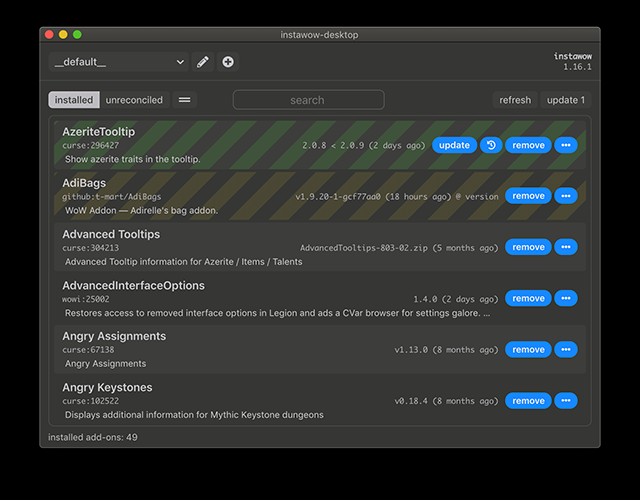 instawow-desktop
__default__
instawow
1.16.1
installed unreconciled search refresh update 1
AzeriteTooltip
curse:296427 2.0.8 < 2.0.9 (2 days ago) update remove
Show azerite traits in the tooltip.
AdiBags
github:t-mart/AdiBags v1.9.20-1-gcf77aa0 (18 hours ago) @ version remove
WoW Addon — Adirelle's bag addon.
Advanced Tooltips
curse:304213 AdvancedTooltips-803-02.zip (5 months ago) remove
Advanced Tooltip information for Azerite / Items / Talents
AdvancedInterfaceOptions
wowi:25002 1.4.0 (2 days ago) remove
Restores access to removed interface options in Legion and ads a CVar browser for settings galore. ...
Angry Assignments
curse:67138 v1.13.0 (8 months ago) remove
Angry Assignments
Angry Keystones
curse:102522 v0.18.4 (8 months ago) remove
Displays additional information for Mythic Keystone dungeons
installed add-ons: 49